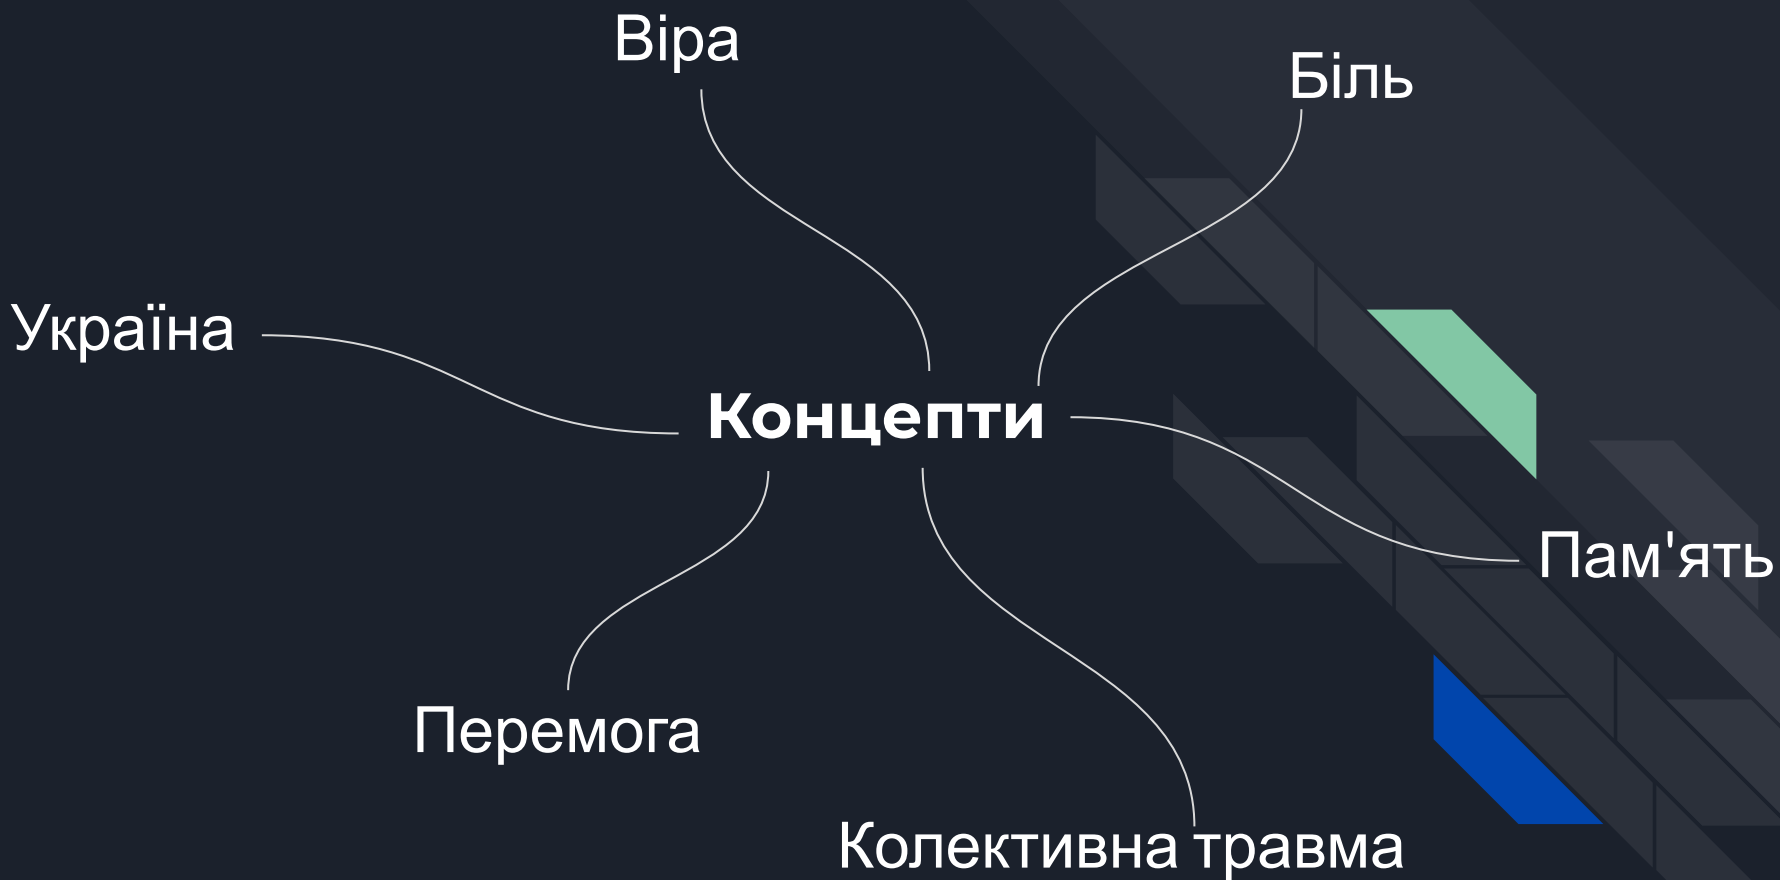 Віра
Біль
Україна
Концепти
Пам'ять
Перемога
Колективна травма